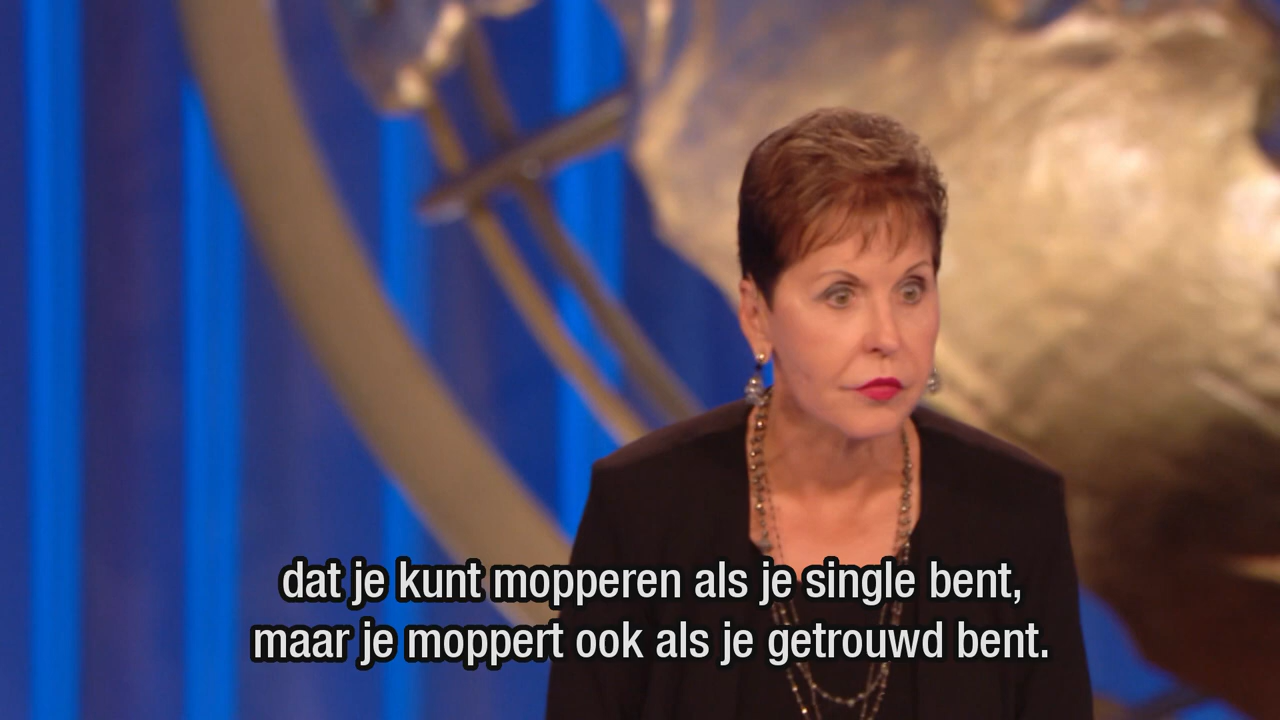 dat je kunt mopperen als je single bent,
maar je moppert ook als je getrouwd bent.